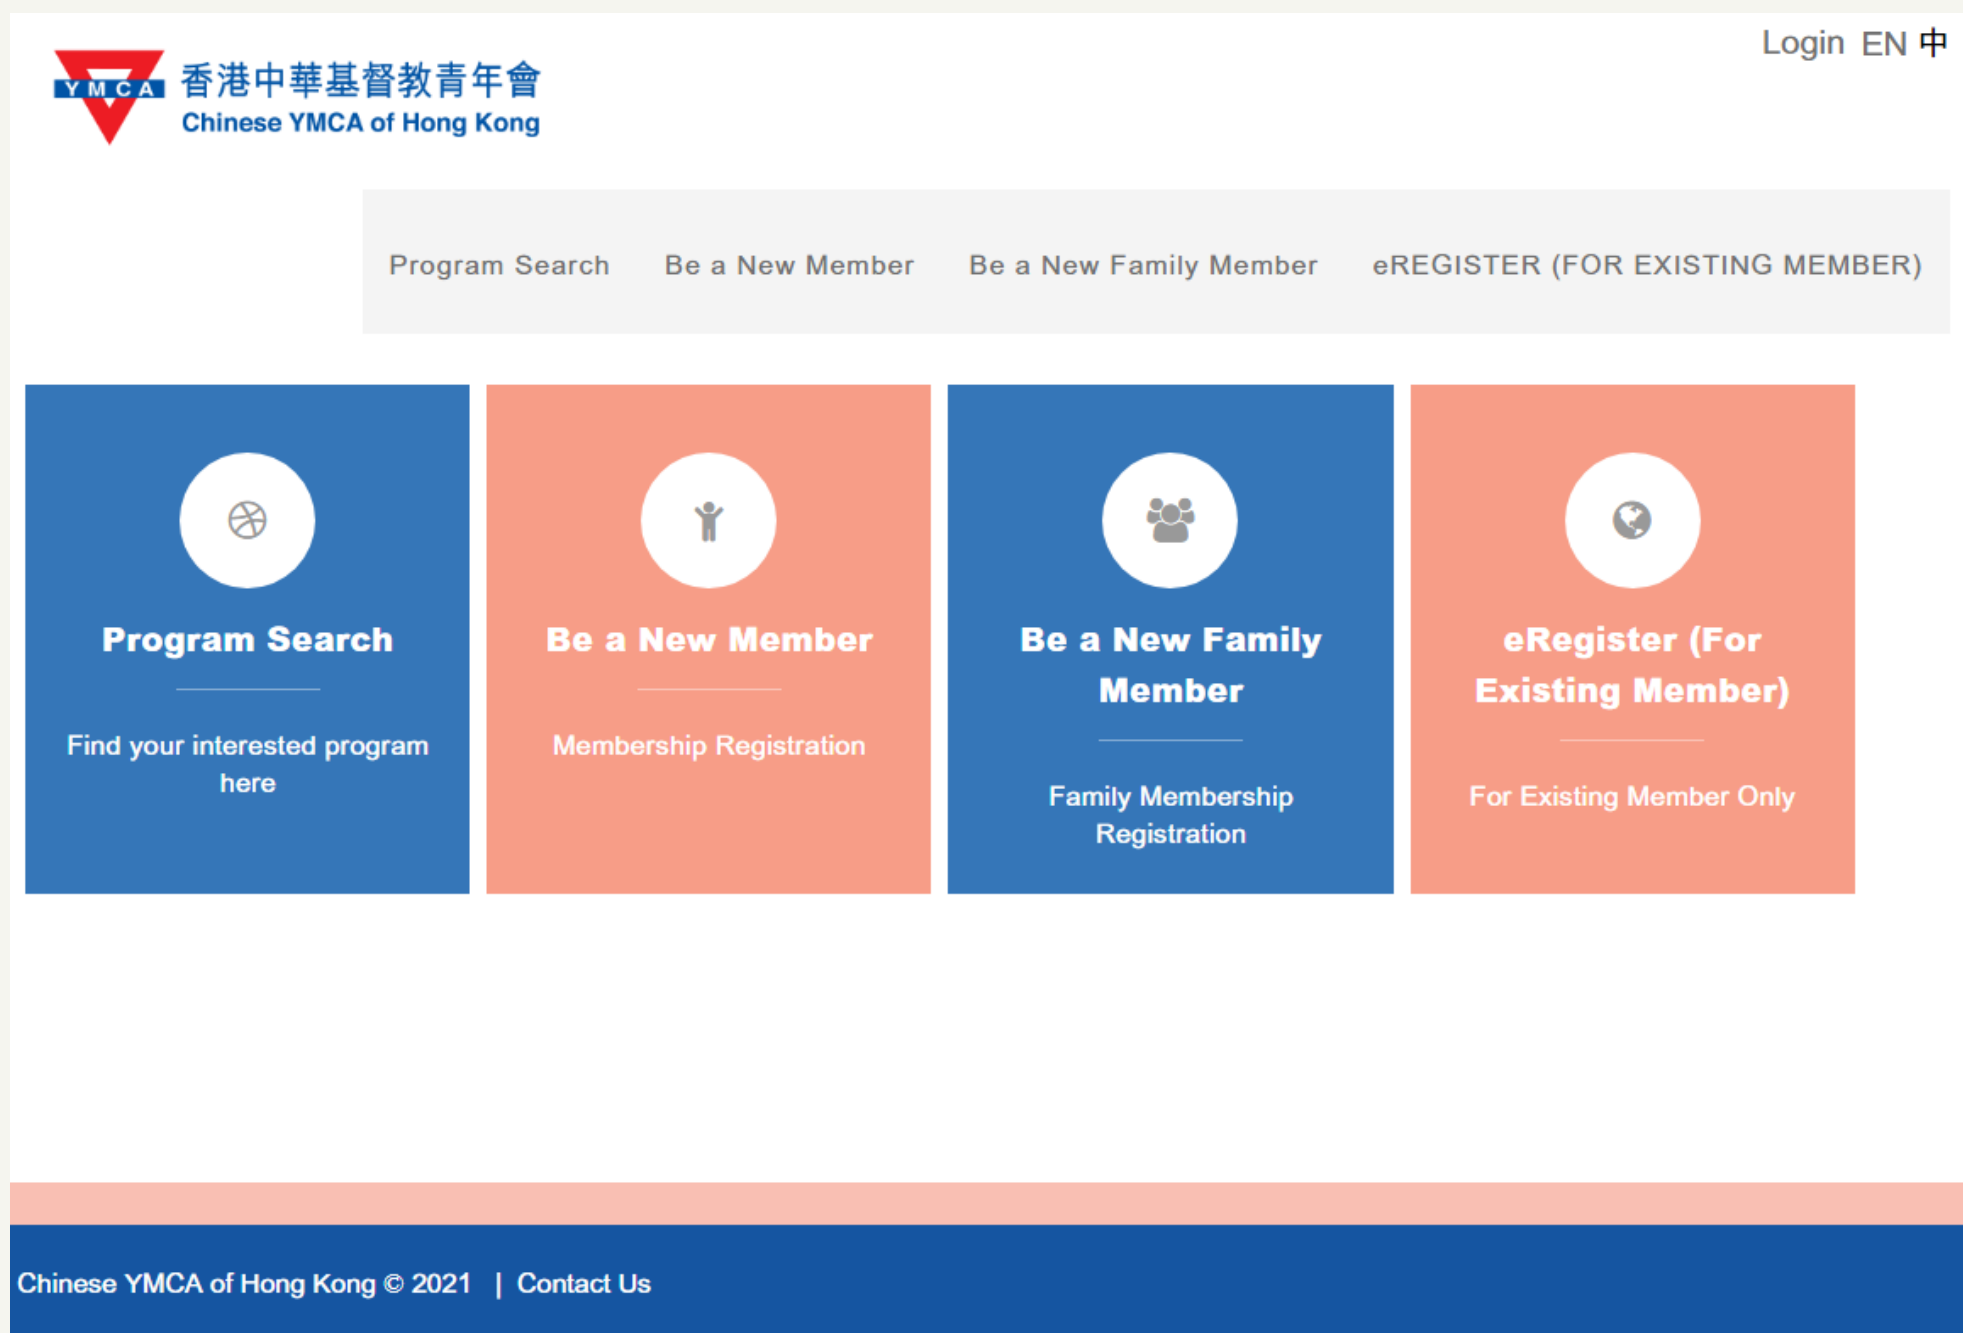 Login EN 中
YMCA
香港中華基督教青年會
Chinese YMCA of Hong Kong
Program Search Be a New Member Be a New Family Member eREGISTER (FOR EXISTING MEMBER)
Program Search
Find your interested program
here
Be a New Member
Membership Registration
Be a New Family
Member
Family Membership
Registration
eRegister (For
Existing Member)
For Existing Member Only
Chinese YMCA of Hong Kong © 2021 | Contact Us